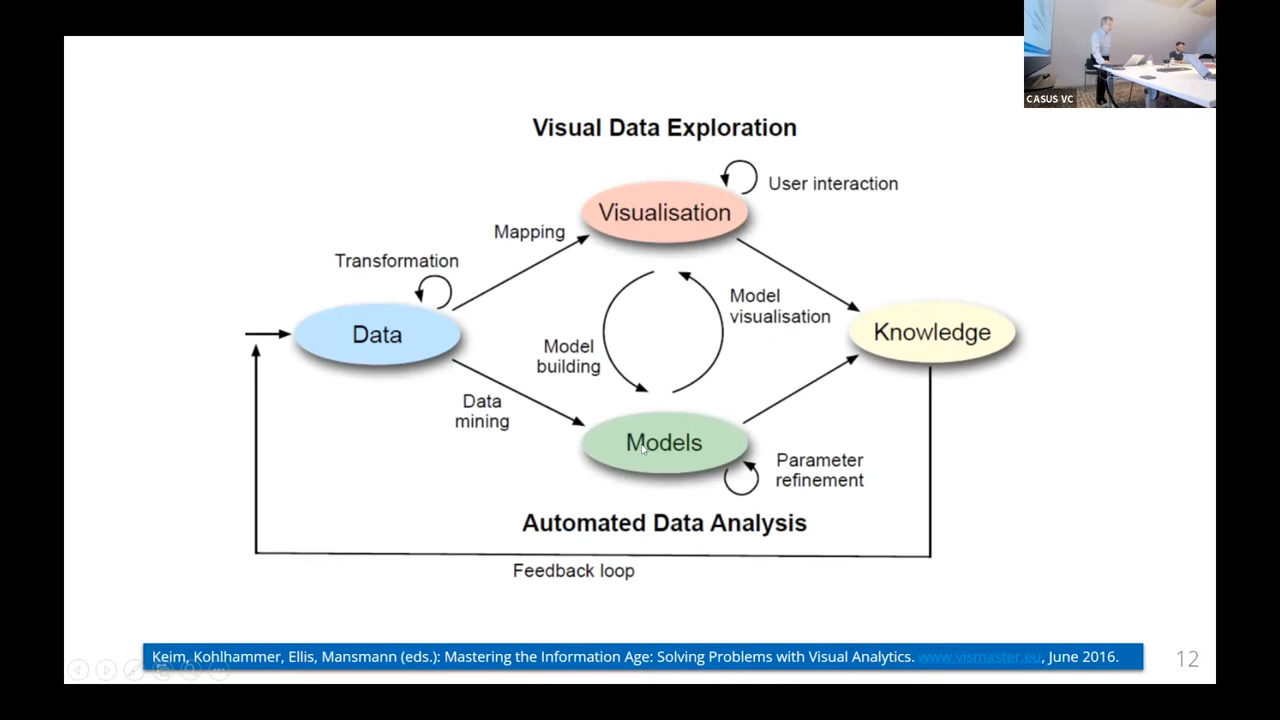 CASUS VC
Visual Data Exploration
User interaction
Visualisation
Mapping
Transformation
Model
visualisation
Data
Knowledge
Model
building
Data
mining
Models
Parameter
refinement
Automated Data Analysis
Feedback loop
Keim, Kohlhammer, Ellis, Mansmann (eds.): Mastering the Information Age: Solving Problems with Visual Analytics. www.vismaster.eu, June 2016.
12